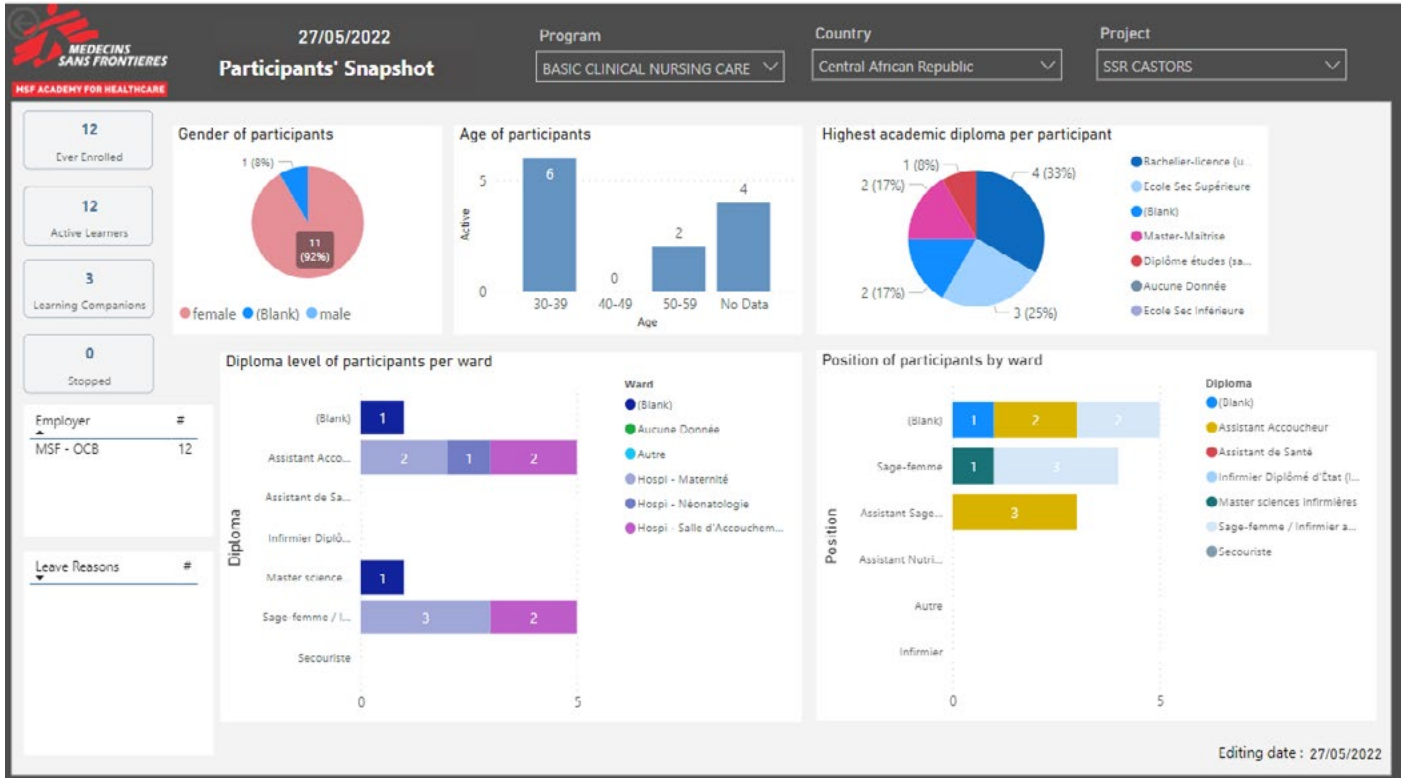 MEDECINS
SANS FRONTIERES
MSF ACADEMY FOR HEALTHCARE
27/05/2022
Participants' Snapshot
Program
BASIC CLINICAL NURSING CARE
Country
Central African Republic
Project
SSR CASTORS
12
Ever Enrolled
12
Active Learners
3
Learning Companions
0
Stopped
Employer #
MSF - OCB 12
Leave Reasons #
Gender of participants
1 (8%)
11
(92%)
female (Blank) male
Age of participants
Active
5
0
6
0
2
4
30-39 40-49 50-59 No Data
Age
Highest academic diploma per participant
1 (8%)
4 (33%)
2 (17%)
2 (17%)
3 (25%)
Bachelier-licence (u...
Ecole Sec Supérieure
(Blank)
Master-Maitrise
Diplôme études (sa...
Aucune Donnée
Ecole Sec Inférieure
Diploma level of participants per ward
Diploma
(Blank) 1
Assistant Acco... 2 1 2
Assistant de Sa...
Infirmier Diplô...
Master science... 1
Sage-femme / I... 3 2
Secouriste
0 5
Ward
(Blank)
Aucune Donnée
Autre
Hospi - Maternité
Hospi - Néonatologie
Hospi - Salle d'Accouchem...
Position of participants by ward
Position
(Blank) 1 2 2
Sage-femme 1 3
Assistant Sage... 3
Assistant Nutri...
Autre
Infirmier
0 5
Diploma
(Blank)
Assistant Accoucheur
Assistant de Santé
Infirmier Diplômé d'État (I...
Master sciences Infirmières
Sage-femme / Infirmier a...
Secouriste
Editing date : 27/05/2022